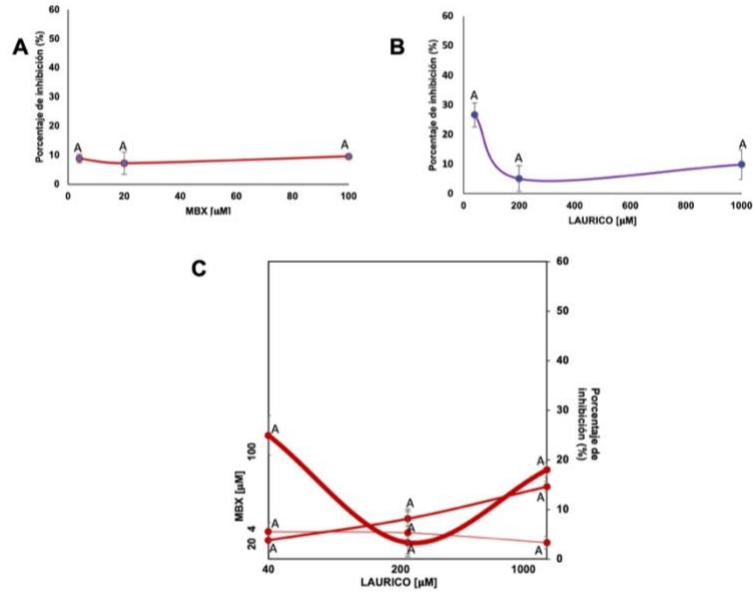 A
Porcentaje de inhibición (%)
60
50
40
30
20
10
0
A
A
A
0
20
40
60
80
100
MBX [µM]
B
Porcentaje de inhibición (%)
60
50
40
30
20
10
0
A
A
A
0
200
400
600
800
1000
LAURICO [µM]
C
MBX [µM]
100
4
20
A
A
A
A
A
A
A
A
A
60
50
40
30
20
10
0
Porcentaje de
inhibición (%)
40
200
1000
LAURICO [µM]